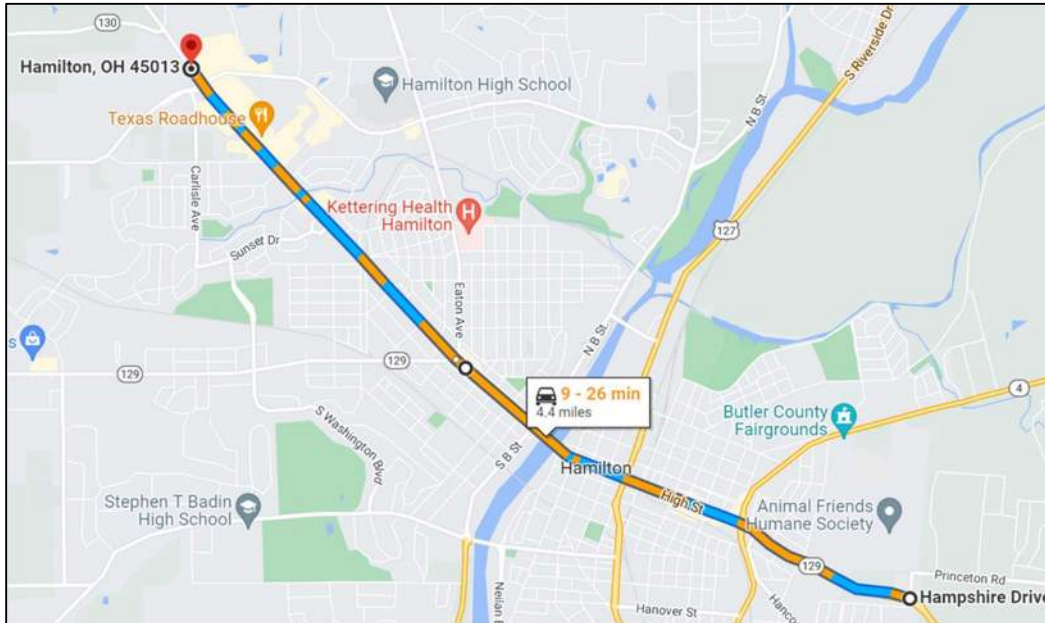 130
Hamilton, OH 45013
Hamilton High School
Texas Roadhouse
S Riverside Dr
N B St.
Carlisle Ave
Kettering Health
Hamilton
127
Sunset Dr
Eaton Ave
N B St.
s
129
129
9 - 26 min
4.4 miles
4
Butler County
Fairgrounds
S Washington Blvd
S B St
Hamilton
High St
Stephen T Badin
High School
Animal Friends
Humane Society
129
Princeton Rd
Hampshire Drive
Neilan B
Hanover St
Hanco